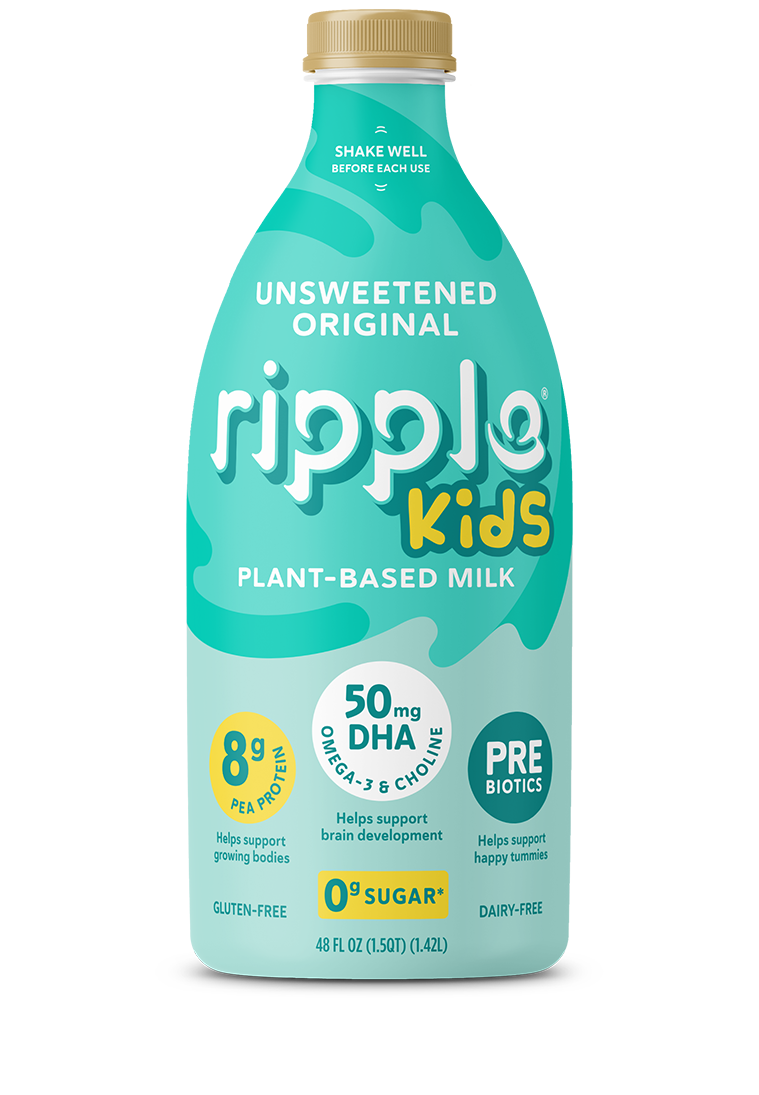 SHAKE WELL
BEFORE EACH USE
UNSWEETENED
ORIGINAL
ripple®
KidS
PLANT-BASED MILK
50mg
DHA
OMEGA-3 & CHOLINE
Helps support
brain development
8g
PEA PROTEIN
Helps support
growing bodies
PRE
BIOTICS
Helps support
happy tummies
0g SUGAR*
GLUTEN-FREE
DAIRY-FREE
48 FL OZ (1.5QT) (1.42L)